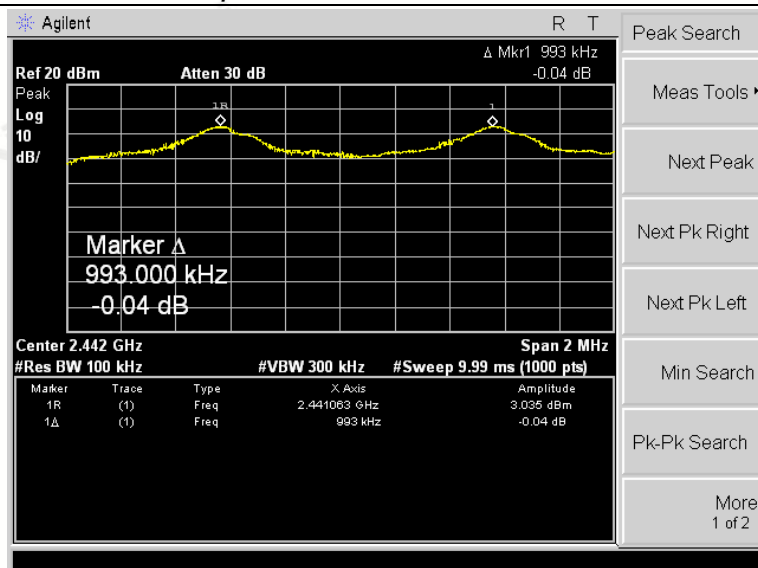 Agilent R T
Δ Mkr1 993 kHz
Ref 20 dBm Atten 30 dB -0.04 dB
Peak
Log
10
dB/
1R
1
Marker Δ
993.000 kHz
-0.04 dB
Center 2.442 GHz Span 2 MHz
#Res BW 100 kHz #VBW 300 kHz #Sweep 9.99 ms (1000 pts)
Marker Trace Type X Axis Amplitude
1R (1) Freq 2.441063 GHz 3.035 dBm
1Δ (1) Freq 993 kHz -0.04 dB
Peak Search
Meas Tools
Next Peak
Next Pk Right
Next Pk Left
Min Search
Pk-Pk Search
More
1 of 2